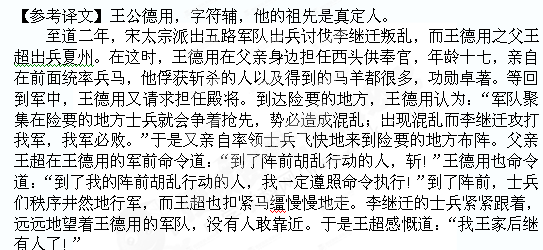 【参考译文】王公德用，字符辅，他的祖先是真定人。
至道二年，宋太宗派出五路军队出兵讨伐李继迁叛乱，而王德用之父王
超出兵夏州。在这时，王德用在父亲身边担任西头供奉官，年龄十七，亲自
在前面统率兵马，他俘获斩杀的人以及得到的马羊都很多，功勋卓著。等回
到军中，王德用又请求担任殿将。到达险要的地方，王德用认为：“军队聚
集在险要的地方士兵就会争着抢先，势必造成混乱；出现混乱而李继迁攻打
我军，我军必败。”于是又亲自率领士兵飞快地来到险要的地方布阵。父亲
王超在王德用的军前命令道：“到了阵前胡乱行动的人，斩！”王德用也命令
道：“到了我的阵前胡乱行动的人，我一定遵照命令执行！”到了阵前，士兵
们秩序井然地行军，而王超也扣紧马缰慢慢地走。李继迁的士兵紧紧跟着，
远远地望着王德用的军队，没有人敢靠近。于是王超感慨道：“我王家后继
有人了！”